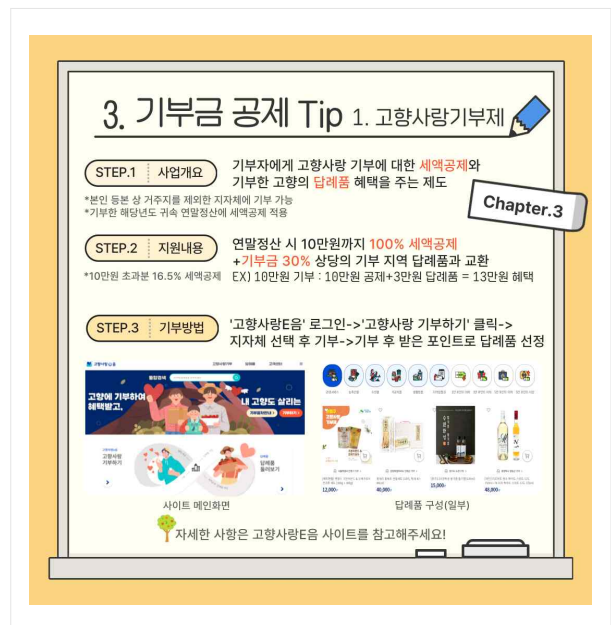 3. 기부금 공제 Tip 1. 고향사랑기부제
STEP.1 사업개요
기부자에게 고향사랑 기부에 대한 세액공제와
기부한 고향의 답례품 혜택을 주는 제도
*본인 등본 상 거주지를 제외한 지자체에 기부 가능
*기부한 해당년도 귀속 연말정산에 세액공제 적용
Chapter.3
STEP.2 지원내용
연말정산 시 10만원까지 100% 세액공제
+기부금 30% 상당의 기부 지역 답례품과 교환
*10만원 초과분 16.5% 세액공제
EX) 10만원 기부 : 10만원 공제+3만원 답례품 = 13만원 혜택
STEP.3 기부방법
'고향사랑E음' 로그인->'고향사랑 기부하기' 클릭->
지자체 선택 후 기부->기부 후 받은 포인트로 답례품 선정
통합검색
고향에 기부하여
혜택받고,
내 고향도 살리는
고향사랑
기부하기
답례품
둘러보기
12,000
40,000
15,000
48,000
사이트 메인화면
답례품 구성(일부)
자세한 사항은 고향사랑E음 사이트를 참고해주세요!